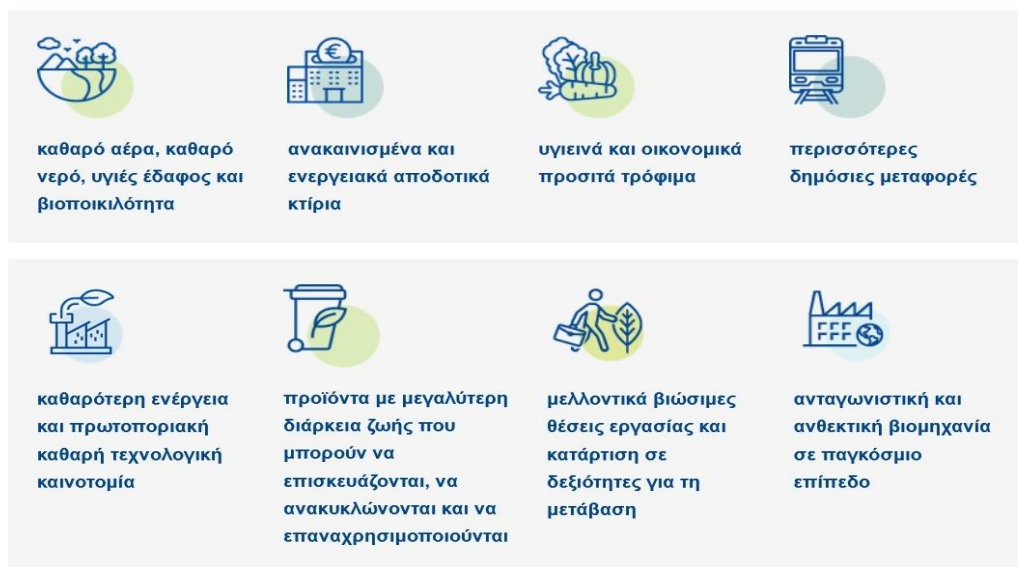 καθαρό αέρα, καθαρό
νερό, υγιές έδαφος και
βιοποικιλότητα
ανακαινισμένα και
ενεργειακά αποδοτικά
κτίρια
υγιεινά και οικονομικά
προσιτά τρόφιμα
περισσότερες
δημόσιες μεταφορές
καθαρότερη ενέργεια
και πρωτοποριακή
καθαρή τεχνολογική
καινοτομία
προϊόντα με μεγαλύτερη
διάρκεια ζωής που
μπορούν να
επισκευάζονται, να
ανακυκλώνονται και να
επαναχρησιμοποιούνται
μελλοντικά βιώσιμες
θέσεις εργασίας και
κατάρτιση σε
δεξιότητες για τη
μετάβαση
ανταγωνιστική και
ανθεκτική βιομηχανία
σε παγκόσμιο
επίπεδο